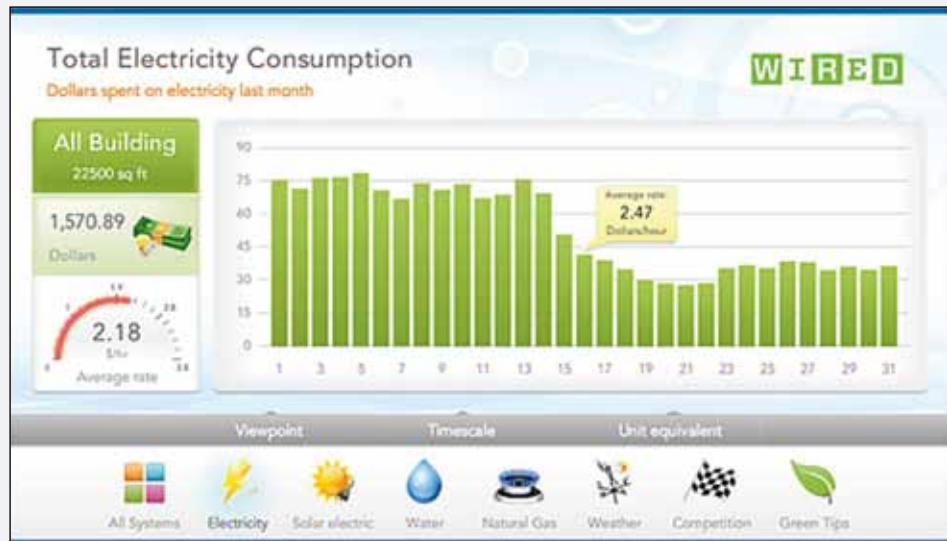 Total Electricity Consumption
Dollars spent on electricity last month
WIRED
All Building
22500 sq ft
1,570.89
Dollars
2.18
$/hr
Average rate
90
75
60
45
30
15
0
Average rate:
2.47
Dollars/hour
1 3 5 7 9 11 13 15 17 19 21 23 25 27 29 31
Viewpoint Timescale Unit equivalent
All Systems Electricity Solar electric Water Natural Gas Weather Competition Green Tips